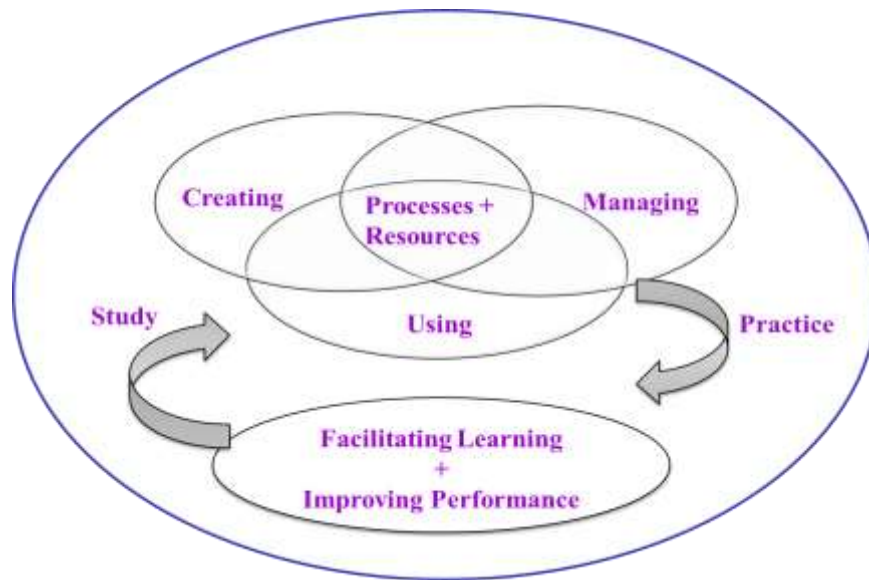 Creating
Managing
Processes +
Resources
Study
Using
Practice
Facilitating Learning
+
Improving Performance